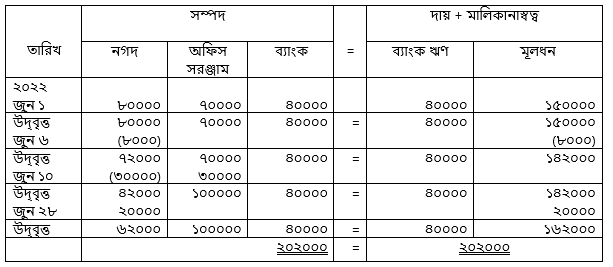 সম্পদ দায় + মালিকানাস্বত্ব
তারিখ নগদ অফিস সরঞ্জাম ব্যাংক = ব্যাংক ঋণ মূলধন
২০২২
জুন ১ ৮০০০০ ৭০০০০ ৪০০০০ ৪০০০০ ১৫০০০০
উদ্বৃত্ত ৮০০০০ ৭০০০০ ৪০০০০ = ৪০০০০ ১৫০০০০
জুন ৬ (৮০০০) (৮০০০)
উদ্বৃত্ত ৭২০০০ ৭০০০০ ৪০০০০ = ৪০০০০ ১৪২০০০
জুন ১০ (৩০০০০) ৩০০০০
উদ্বৃত্ত ৪২০০০ ১০০০০০ ৪০০০০ = ৪০০০০ ১৪২০০০
জুন ২৮ ২০০০০ ২০০০০
উদ্বৃত্ত ৬২০০০ ১০০০০০ ৪০০০০ = ৪০০০০ ১৬২০০০
২০২০০০ = ২০২০০০